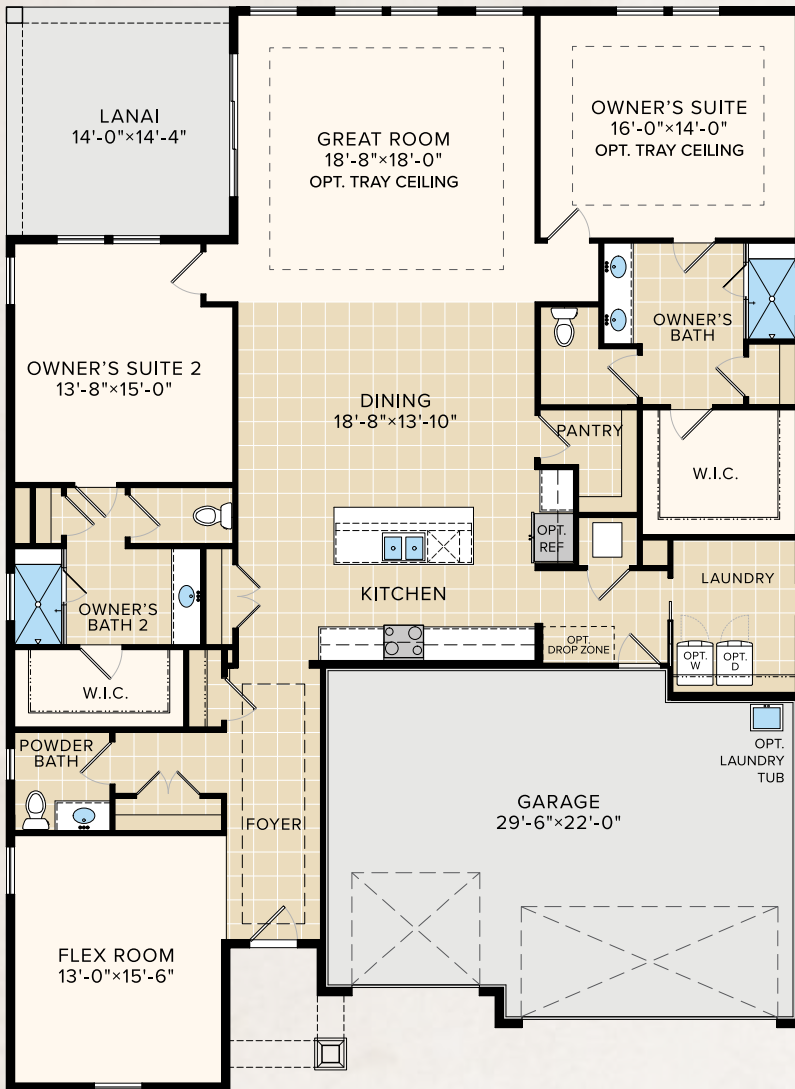 LANAI
14'-0"×14'-4"
GREAT ROOM
18'-8"×18'-0"
OPT. TRAY CEILING
OWNER'S SUITE
16'-0"×14'-0"
OPT. TRAY CEILING
OWNER'S
BATH
OWNER'S SUITE 2
13'-8"×15'-0"
DINING
18'-8"×13'-10"
PANTRY
W.I.C.
OPT.
REF
OWNER'S
BATH 2
KITCHEN
LAUNDRY
OPT.
DROP ZONE
OPT.
W
OPT.
D
W.I.C.
POWDER
BATH
OPT.
LAUNDRY
TUB
FOYER
GARAGE
29'-6"×22'-0"
FLEX ROOM
13'-0"×15'-6"